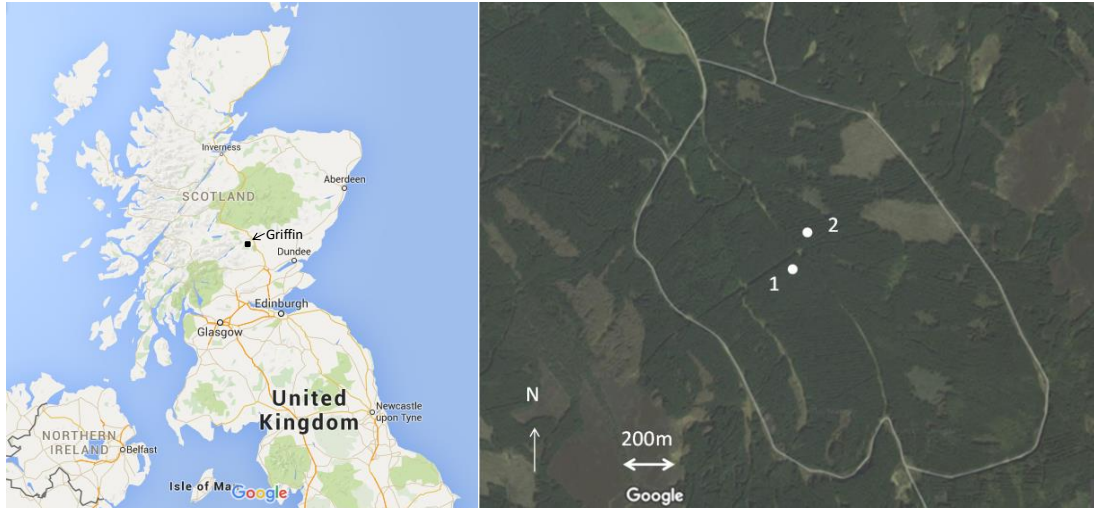 Inverness
SCOTLAND
Aberdeen
Griffin
Dundee
Edinburgh
Glasgow
United
Kingdom
Newcastle
upon Tyne
NORTHERN
IRELAND
Belfast
Isle of Ma
Google
2
1
N
200m
Google